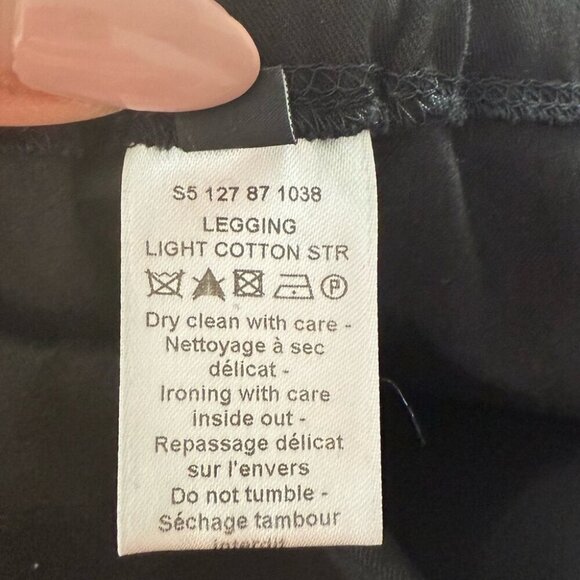 S5 127 87 1038
LEGGING
LIGHT COTTON STR
P
Dry clean with care -
Nettoyage à sec
délicat -
Ironing with care
inside out -
Repassage délicat
sur l'envers
Do not tumble -
Séchage tambour
interdit